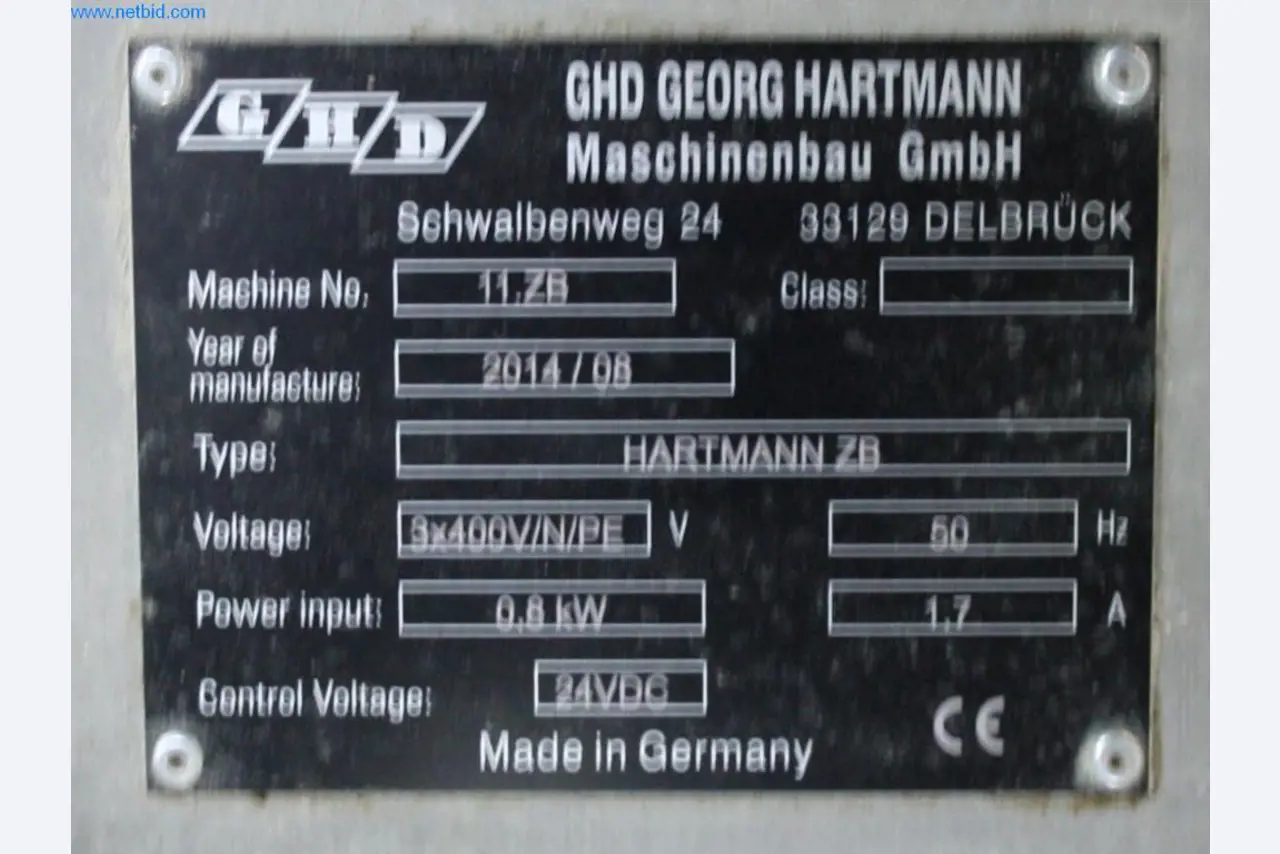 www.netbid.com
GHD
GHD GEORG HARTMANN
Maschinenbau GmbH
Schwalbenweg 24 33129 DELBRÜCK
Machine No. 11.ZB Class:
Year of manufacture: 2014 / 08
Type: HARTMANN ZB
Voltage: 3x400V/N/PE V 50 Hz
Power input: 0,8 kW 1,7 A
Control Voltage: 24VDC
CE
Made in Germany